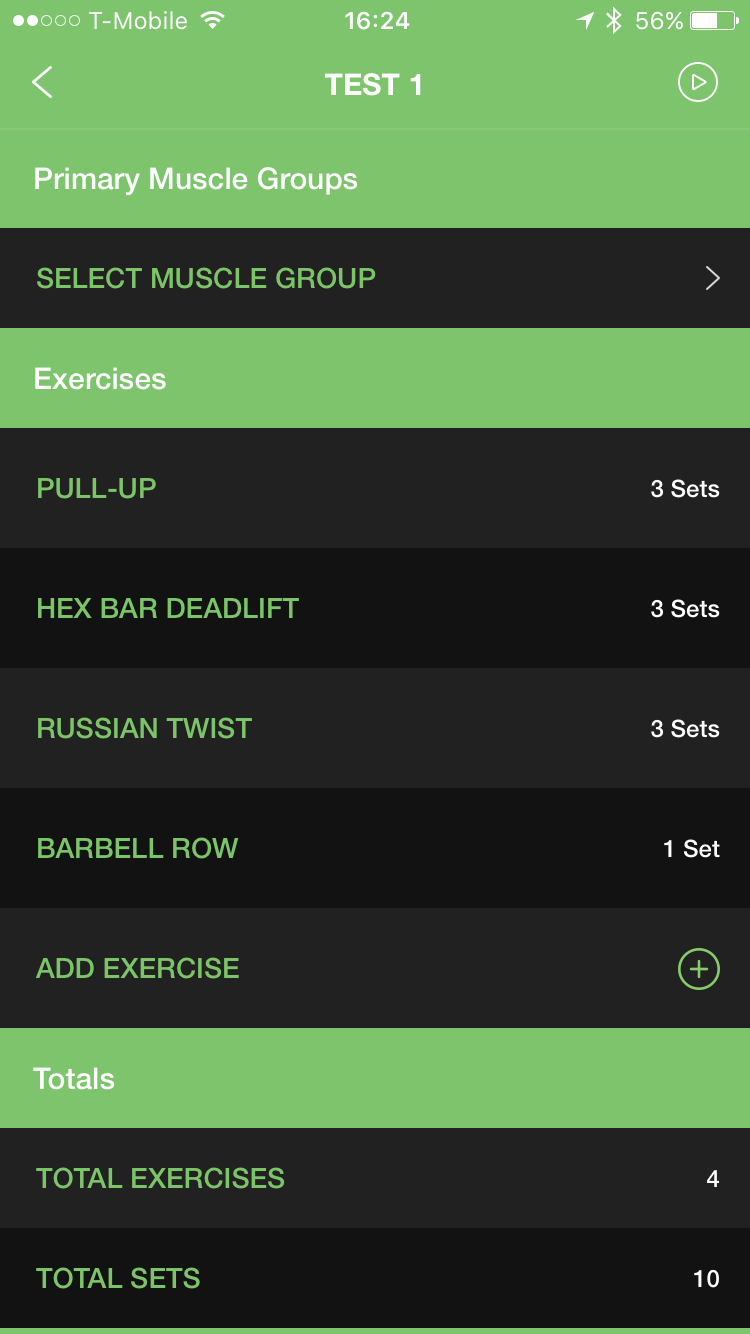 T-Mobile 16:24 56%
TEST 1
Primary Muscle Groups
SELECT MUSCLE GROUP
Exercises
PULL-UP 3 Sets
HEX BAR DEADLIFT 3 Sets
RUSSIAN TWIST 3 Sets
BARBELL ROW 1 Set
ADD EXERCISE
Totals
TOTAL EXERCISES 4
TOTAL SETS 10